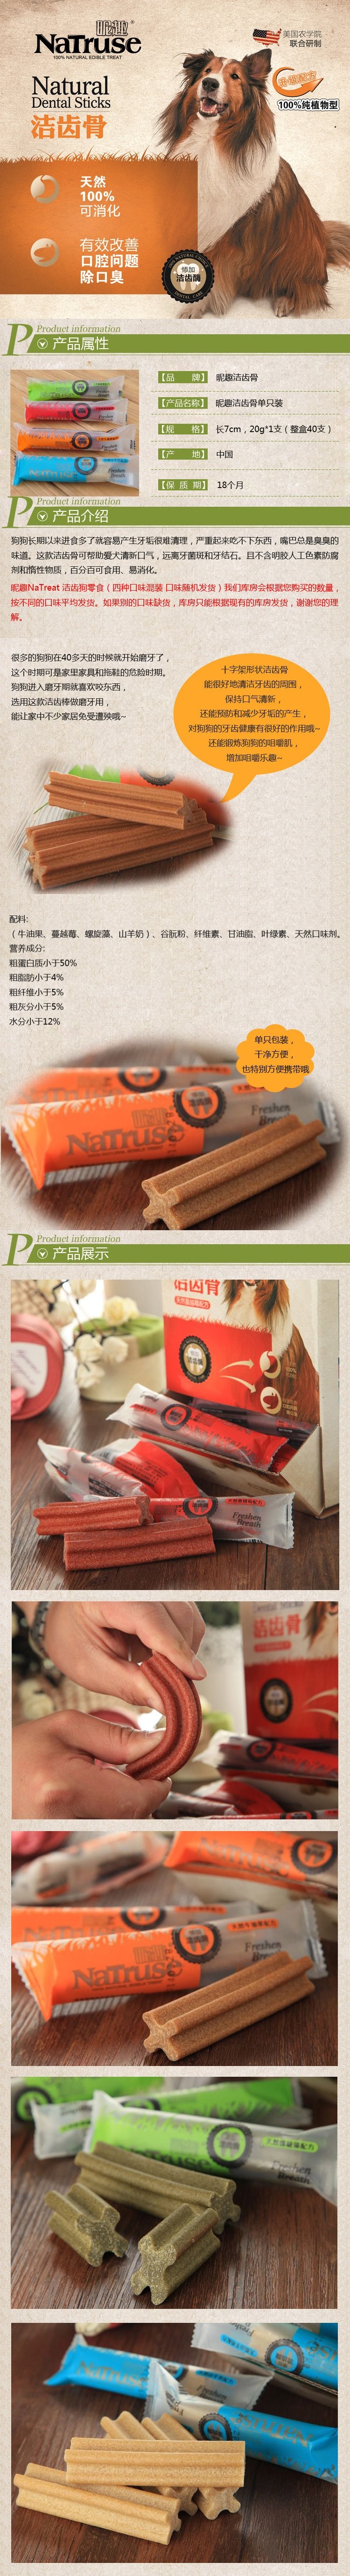 昵趣
NaTruse®
100% NATURAL EDIBLE TREAT
美国农学院
联合研制
Natural
Dental Sticks
洁齿骨
升级配方
100%纯植物型
天然
100%
可消化
有效改善
口腔问题
除口臭
添加
洁齿酶
Product information
产品属性
【品 牌】 昵趣洁齿骨
【产品名称】 昵趣洁齿骨单只装
【规 格】 长7cm，20g*1支（整盒40支）
【产 地】 中国
【保 质 期】 18个月
Product information
产品介绍
狗狗长期以来进食多了就容易产生牙垢很难清理，严重起来吃不下东西，嘴巴总是臭臭的
味道。这款洁齿骨可帮助爱犬清新口气，远离牙菌斑和牙结石。且不含明胶人工色素防腐
剂和惰性物质，百分百可食用、易消化。
昵趣NaTreat 洁齿狗零食（四种口味混装 口味随机发货）我们库房会根据您购买的数量，
按不同的口味平均发货。如果别的口味缺货，库房只能根据现有的库房发货，谢谢您的理
解。
很多的狗狗在40多天的时候就开始磨牙了，
这个时期可是家里家具和拖鞋的危险时期。
狗狗进入磨牙期就喜欢咬东西，
选用这款洁齿棒做磨牙用，
能让家中不少家居免受遭殃哦~
十字架形状洁齿骨
能很好地清洁牙齿的周围，
保持口气清新，
还能预防和减少牙垢的产生，
对狗狗的牙齿健康有很好的作用哦~
还能锻炼狗狗的咀嚼肌，
增加咀嚼乐趣~
配料:
（牛油果、蔓越莓、螺旋藻、山羊奶）、谷朊粉、纤维素、甘油脂、叶绿素、天然口味剂。
营养成分:
粗蛋白质小于50%
粗脂肪小于4%
粗纤维小于5%
粗灰分小于5%
水分小于12%
单只包装，
干净方便，
也特别方便携带哦
NaTruse
Freshen
Breath
Product information
产品展示
洁齿骨
Freshen
Breath
洁齿骨
NaTruse
Freshen
Breath
Freshen
Breath
NaTruse